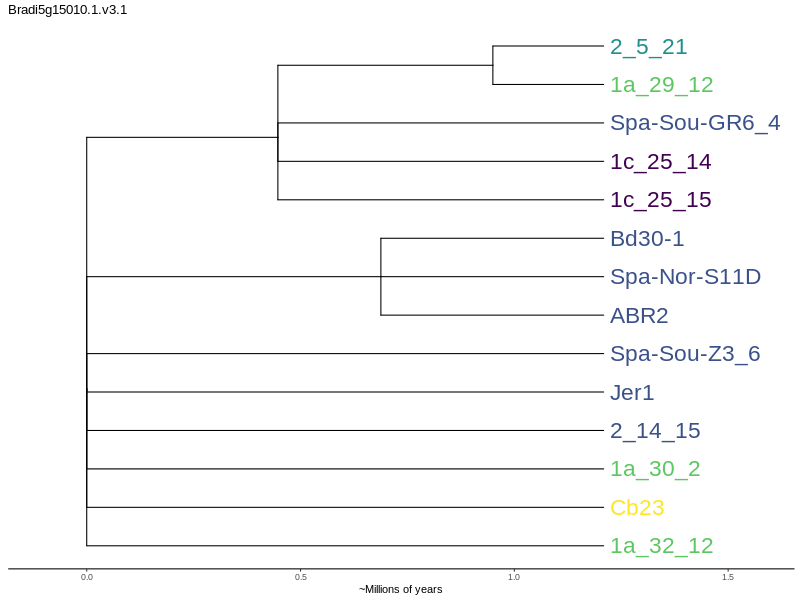 Bradi5g15010.1.v3.1
2_5_21
1a_29_12
Spa-Sou-GR6_4
1c_25_14
1c_25_15
Bd30-1
Spa-Nor-S11D
ABR2
Spa-Sou-Z3_6
Jer1
2_14_15
1a_30_2
Cb23
1a_32_12
0.0 0.5 1.0 1.5
~Millions of years